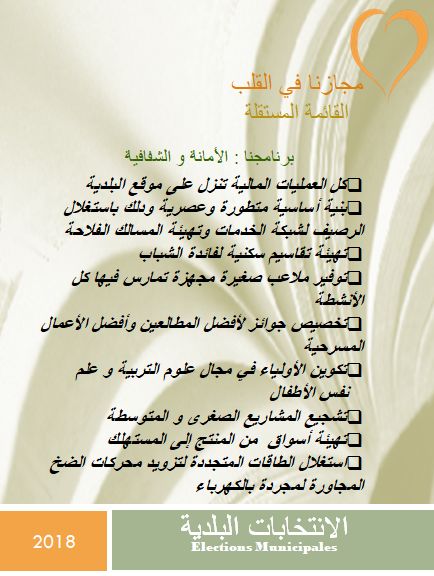 مجازنا في القلب
القائمة المستقلة
برنامجنا : الأمانة و الشفافية
❑كل العمليات المالية تنزل على موقع البلدية
❑بنية أساسية متطورة وعصرية ودلك باستغلال
الرصيف لشبكة الخدمات وتهيئة المسالك الفلاحة
❑تهيئة تقاسيم سكنية لفائدة الشباب
❑توفير ملاعب صغيرة مجهزة تمارس فيها كل
الأنشطة
❑تخصيص جوائز لأفضل المطالعين وأفضل الأعمال
المسرحية
❑تكوين الأولياء في مجال علوم التربية و علم
نفس الأطفال
❑تشجيع المشاريع الصغرى و المتوسطة
❑تهيئة أسواق من المنتج إلى المستهلك
❑استغلال الطاقات المتجددة لتزويد محركات الضخ
المجاورة لمجردة بالكهرباء
الانتخابات البلدية
Elections Municipales
2018